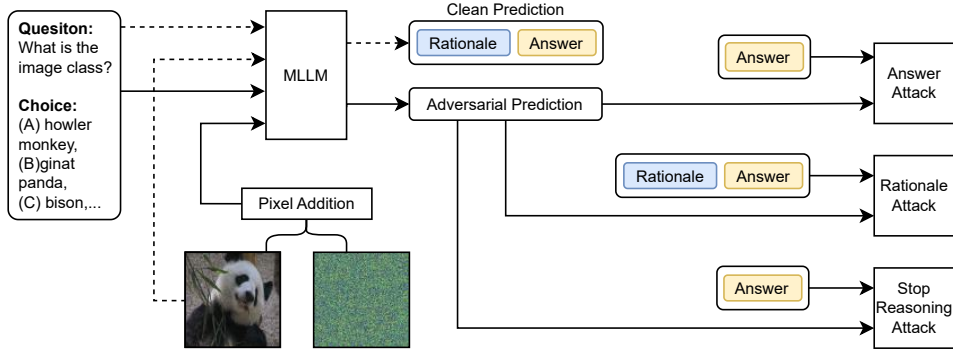 Quesiton:
What is the
image class?
Choice:
(A) howler
monkey,
(B)ginat
panda,
(C) bison,...
MLLM
Pixel Addition
Clean Prediction
Rationale
Answer
Adversarial Prediction
Answer
Answer
Attack
Rationale
Answer
Rationale
Attack
Answer
Stop
Reasoning
Attack